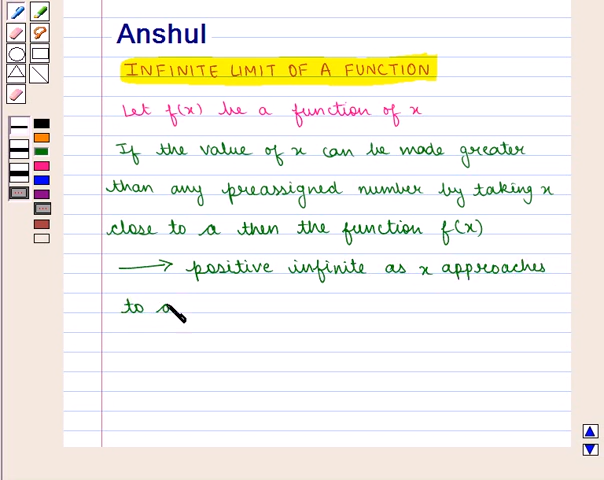 Anshul
INFINITE LIMIT OF A FUNCTION
Let f(x) be a function of x
If the value of x can be made greater
than any preassigned number by taking x
close to a then the function f(x)
⟶ positive infinite as x approaches
to a